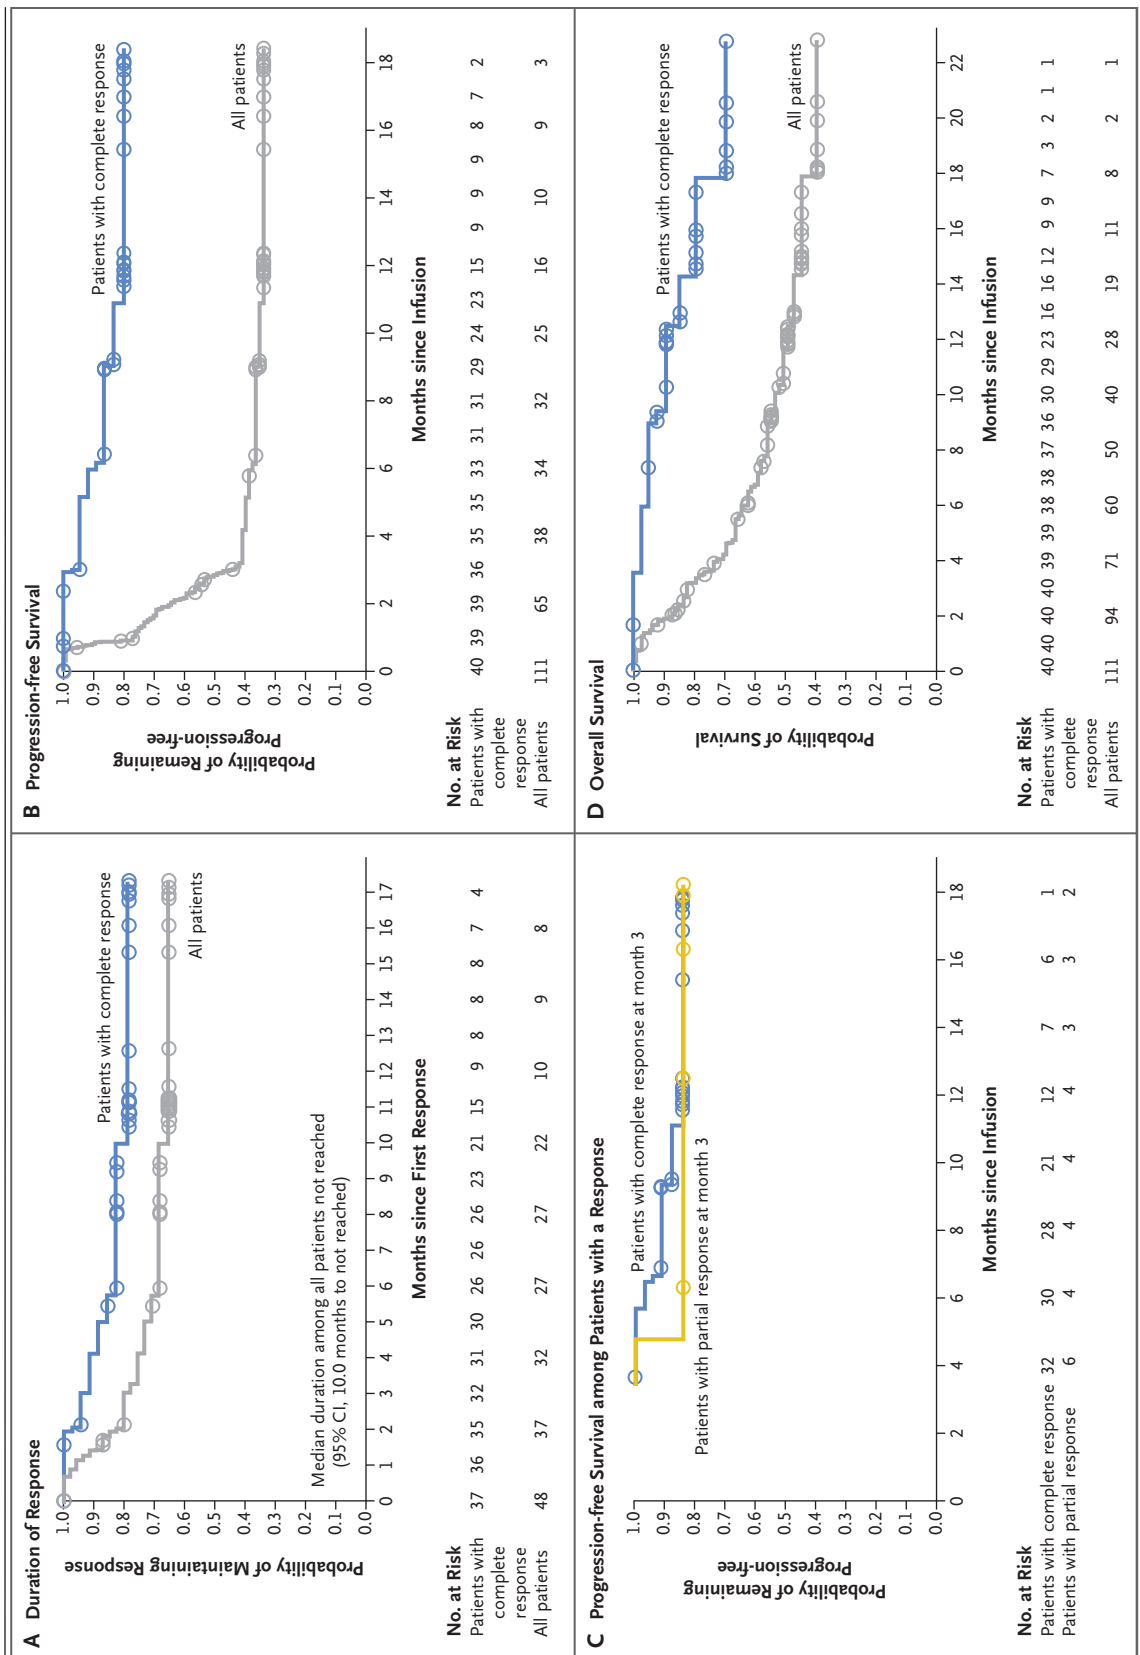 A Duration of Response
Probability of Maintaining Response
1.0
0.9
0.8
0.7
0.6
0.5
0.4
0.3
0.2
0.1
0.0
Patients with complete response
All patients
Median duration among all patients not reached
(95% CI, 10.0 months to not reached)
0 1 2 3 4 5 6 7 8 9 10 11 12 13 14 15 16 17
Months since First Response
No. at Risk
Patients with
complete
response
37 36 35 32 31 30 26 26 26 23 21 15 9 8 8 8 7 4
All patients
48 37 32 27 27 22 10 9 8
B Progression-free Survival
Probability of Remaining
Progression-free
1.0
0.9
0.8
0.7
0.6
0.5
0.4
0.3
0.2
0.1
0.0
Patients with complete response
All patients
0 2 4 6 8 10 12 14 16 18
Months since Infusion
No. at Risk
Patients with
complete
response
40 39 39 36 35 35 33 31 31 29 24 23 15 9 9 9 8 7 2
All patients
111 65 38 34 32 25 16 10 9 3
C Progression-free Survival among Patients with a Response
Probability of Remaining
Progression-free
1.0
0.9
0.8
0.7
0.6
0.5
0.4
0.3
0.2
0.1
0.0
Patients with complete response at month 3
Patients with partial response at month 3
0 2 4 6 8 10 12 14 16 18
Months since Infusion
No. at Risk
Patients with complete response 32 30 28 21 12 7 6 1
Patients with partial response 6 4 4 4 4 3 3 2
D Overall Survival
Probability of Survival
1.0
0.9
0.8
0.7
0.6
0.5
0.4
0.3
0.2
0.1
0.0
Patients with complete response
All patients
0 2 4 6 8 10 12 14 16 18 20 22
Months since Infusion
No. at Risk
Patients with
complete
response
40 40 40 40 39 39 38 38 37 36 30 29 23 16 16 12 9 9 7 3 2 1 1
All patients
111 94 71 60 50 40 28 19 11 8 2 1